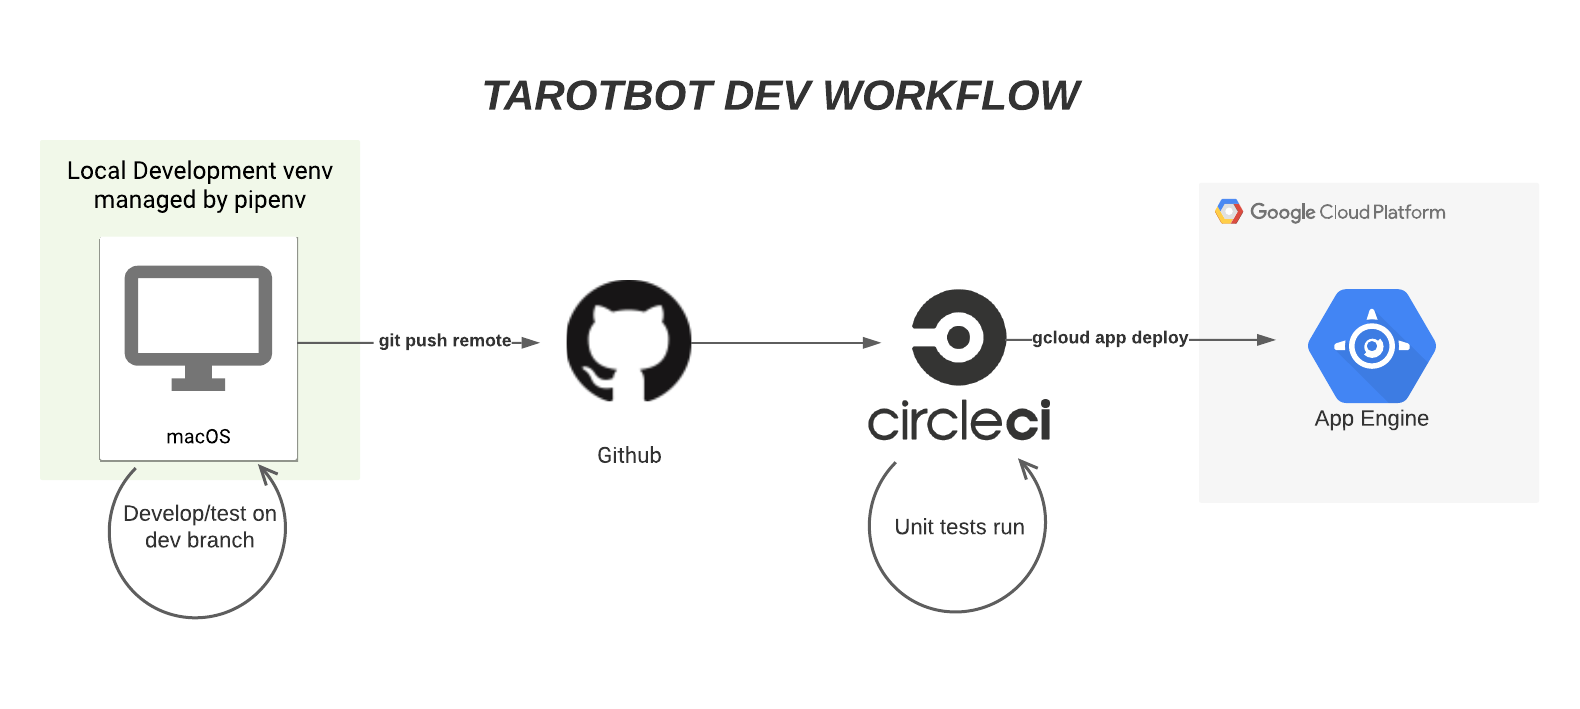 TAROTBOT DEV WORKFLOW
Local Development venv
managed by pipenv
macOS
Develop/test on
dev branch
git push remote
Github
circleci
Unit tests run
gcloud app deploy
Google Cloud Platform
App Engine